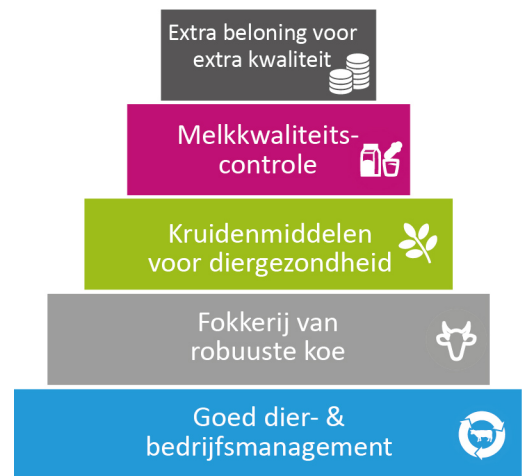 Extra beloning voor
extra kwaliteit
Melkkwaliteits-
controle
Kruidenmiddelen
voor diergezondheid
Fokkerij van
robuuste koe
Goed dier- &
bedrijfsmanagement